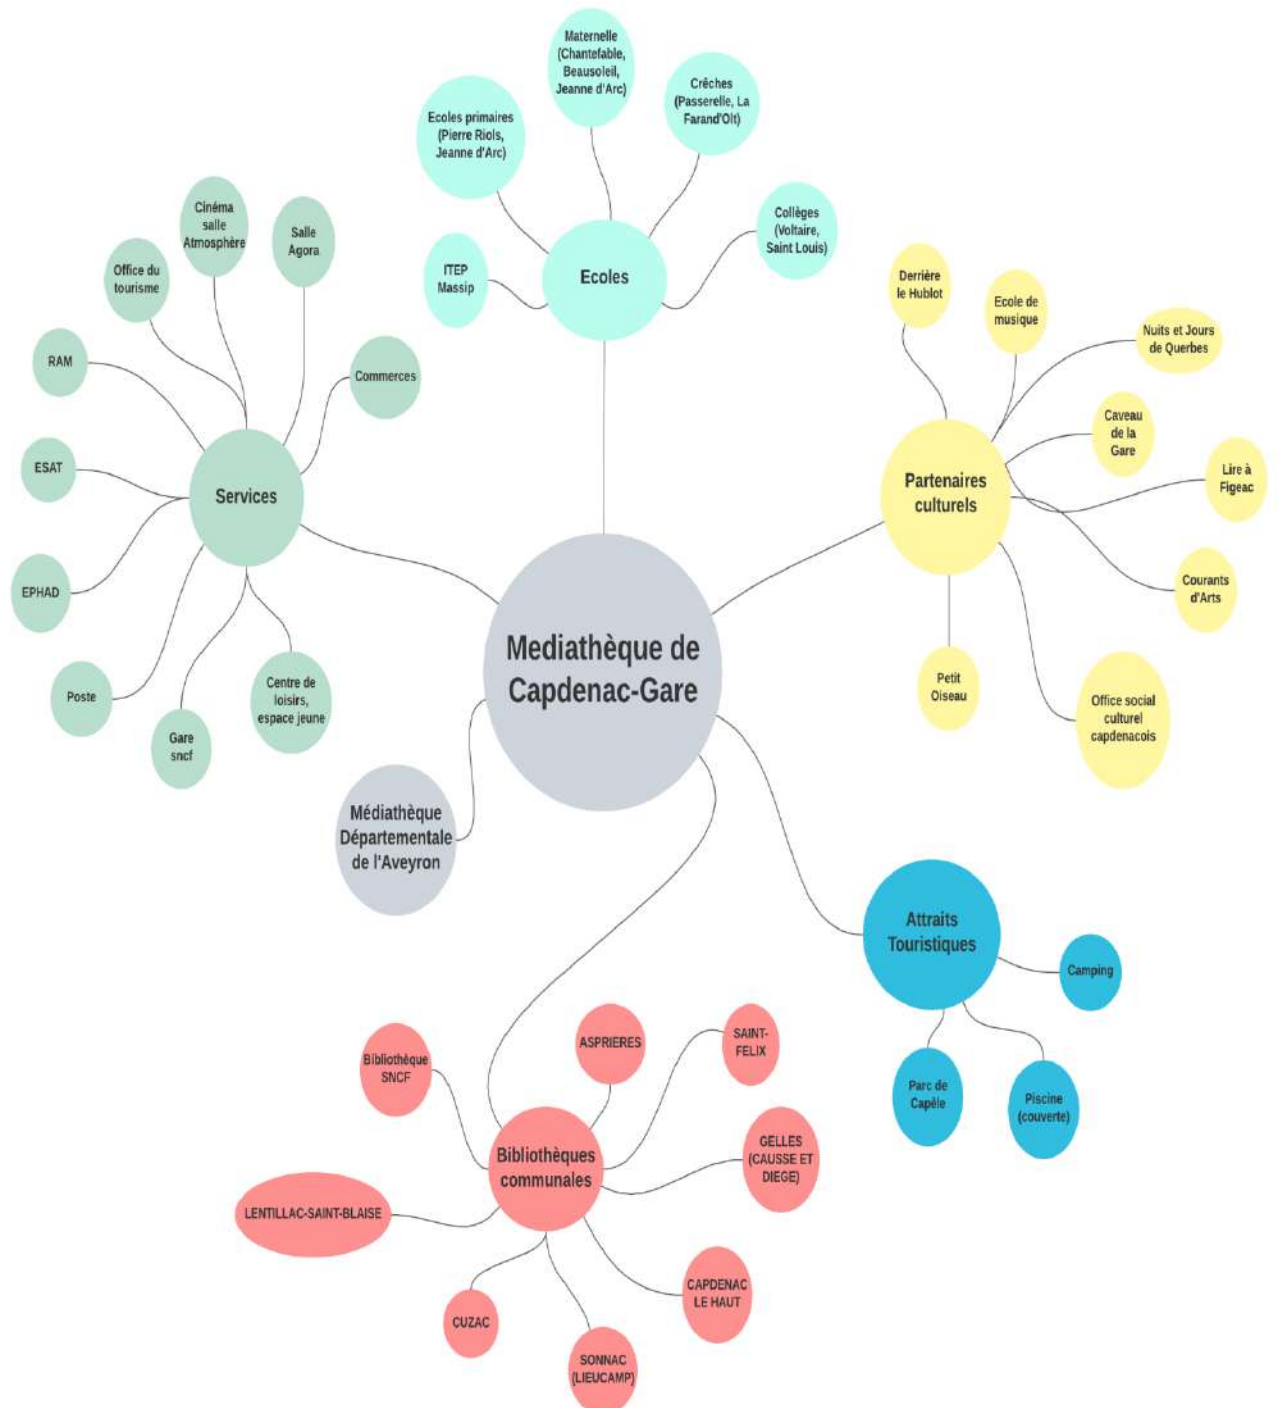 Maternelle
(Chantefable,
Beausoleil,
Jeanne d'Arc)
Crêches
(Passerelle, La
Farand'Olt)
Ecoles primaires
(Pierre Riols,
Jeanne d'Arc)
Collèges
(Voltaire,
Saint Louis)
ITEP
Massip
Ecoles
Cinéma
salle
Atmosphère
Salle
Agora
Office du
tourisme
RAM
Commerces
ESAT
Services
EPHAD
Poste
Gare
sncf
Centre de
loisirs,
espace jeune
Derrière
le Hublot
Ecole de
musique
Nuits et Jours
de Querbes
Caveau
de la
Gare
Lire à
Figeac
Partenaires
culturels
Courants
d'Arts
Petit
Oiseau
Office social
culturel
capdenacois
Mediathèque de
Capdenac-Gare
Médiathèque
Départementale
de l'Aveyron
Attraits
Touristiques
Camping
Parc de
Capèle
Piscine
(couverte)
Bibliothèque
SNCF
ASPRIERES
SAINT-
FELIX
Bibliothèques
communales
GELLES
(CAUSSE ET
DIEGE)
LENTILLAC-SAINT-BLAISE
CAPDENAC
LE HAUT
CUZAC
SONNAC
(LIEUCAMP)